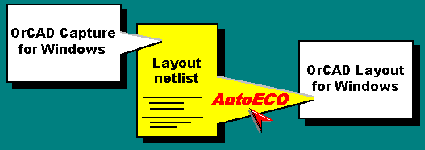 OrCAD Capture
for Windows
Layout
netlist
AutoECO
OrCAD Layout
for Windows